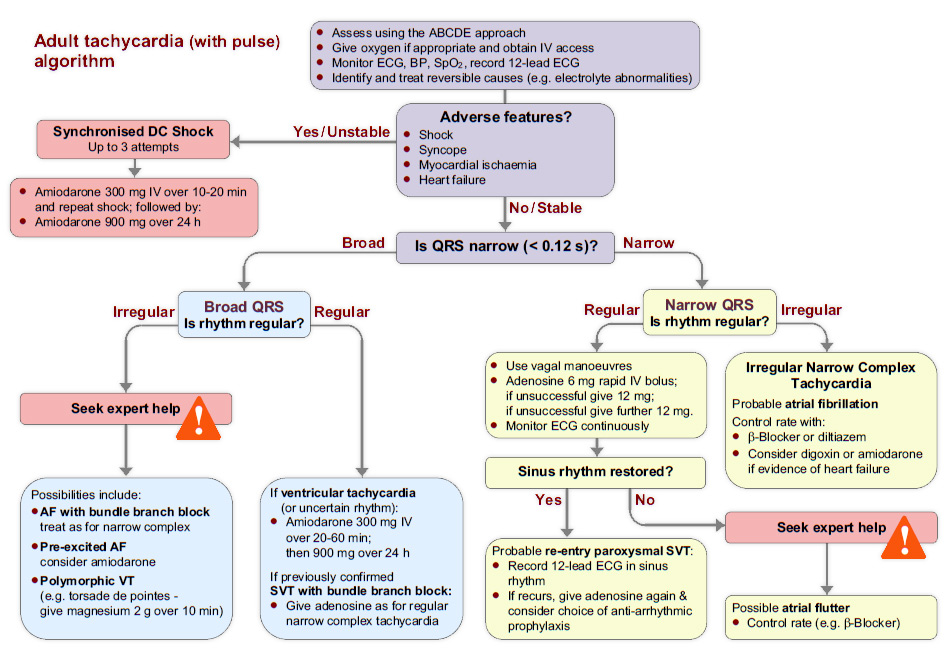 Adult tachycardia (with pulse)
algorithm
• Assess using the ABCDE approach
• Give oxygen if appropriate and obtain IV access
• Monitor ECG, BP, SpO₂, record 12-lead ECG
• Identify and treat reversible causes (e.g. electrolyte abnormalities)
Adverse features?
• Shock
• Syncope
• Myocardial ischaemia
• Heart failure
Yes/Unstable
Synchronised DC Shock
Up to 3 attempts
• Amiodarone 300 mg IV over 10-20 min
and repeat shock; followed by:
• Amiodarone 900 mg over 24 h
No/Stable
Is QRS narrow (< 0.12 s)?
Broad
Narrow
Broad QRS
Is rhythm regular?
Irregular
Regular
Seek expert help
Possibilities include:
• AF with bundle branch block
treat as for narrow complex
• Pre-excited AF
consider amiodarone
• Polymorphic VT
(e.g. torsade de pointes -
give magnesium 2 g over 10 min)
If ventricular tachycardia
(or uncertain rhythm):
• Amiodarone 300 mg IV
over 20-60 min;
then 900 mg over 24 h
If previously confirmed
SVT with bundle branch block:
• Give adenosine as for regular
narrow complex tachycardia
Narrow QRS
Is rhythm regular?
Regular
Irregular
• Use vagal manoeuvres
• Adenosine 6 mg rapid IV bolus;
if unsuccessful give 12 mg;
if unsuccessful give further 12 mg.
• Monitor ECG continuously
Sinus rhythm restored?
Yes
No
Probable re-entry paroxysmal SVT:
• Record 12-lead ECG in sinus
rhythm
• If recurs, give adenosine again &
consider choice of anti-arrhythmic
prophylaxis
Irregular Narrow Complex
Tachycardia
Probable atrial fibrillation
Control rate with:
• β-Blocker or diltiazem
• Consider digoxin or amiodarone
if evidence of heart failure
Seek expert help
Possible atrial flutter
• Control rate (e.g. β-Blocker)